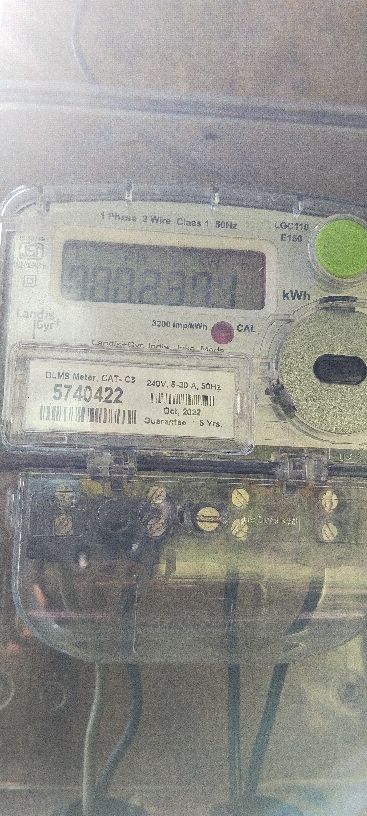 1 Phase 2 Wire Class 1 50Hz
LGC110
E150
kWh
3200 imp/kWh
CAL
Landis
Gyr
DLMS Meter, CAT- C3
5740422
240V, 5-30 A, 50Hz
Oct, 2022
Guarantee : 5 Yrs.